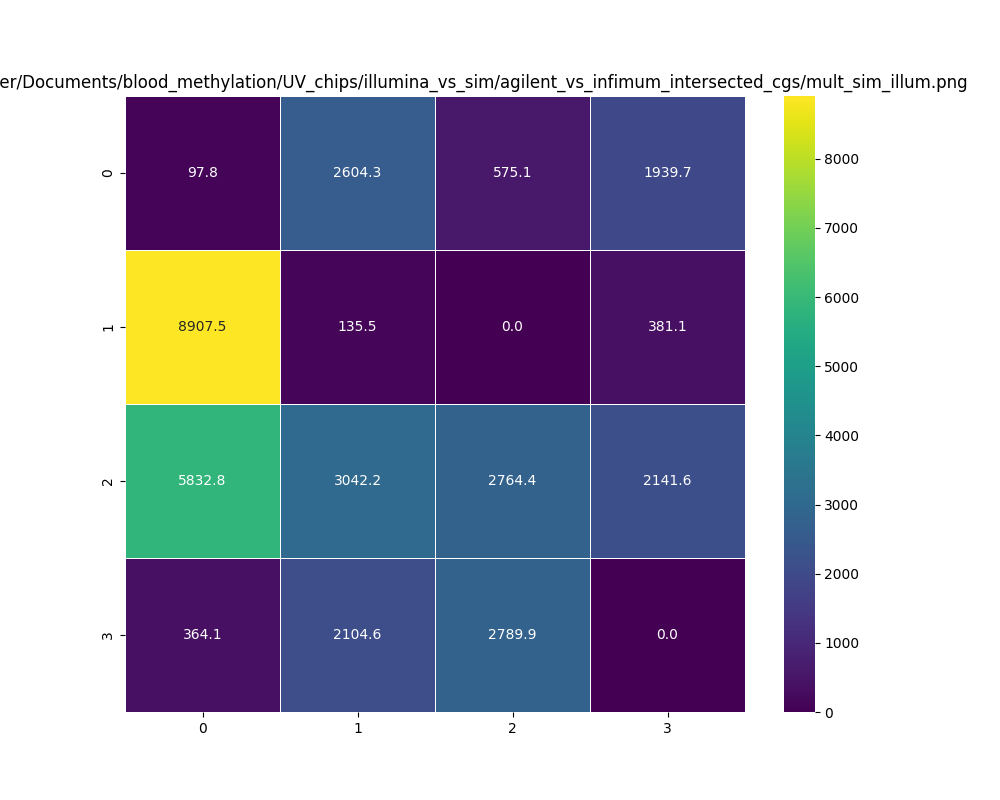 er/Documents/blood_methylation/UV_chips/illumina_vs_sim/agilent_vs_infimum_intersected_cgs/mult_sim_illum.png
0 97.8 2604.3 575.1 1939.7
1 8907.5 135.5 0.0 381.1
2 5832.8 3042.2 2764.4 2141.6
3 364.1 2104.6 2789.9 0.0
0 1 2 3
8000
7000
6000
5000
4000
3000
2000
1000
0